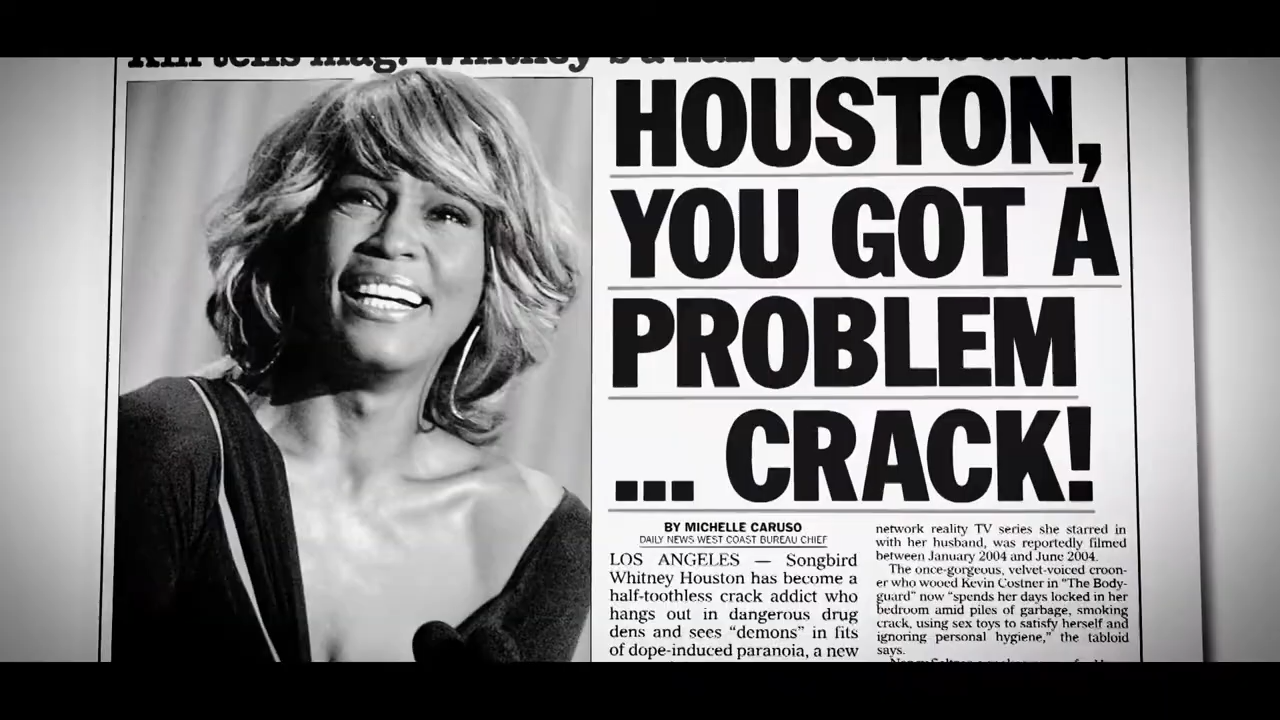 Whitney
HOUSTON,
YOU GOT A
PROBLEM
... CRACK!
BY MICHELLE CARUSO
DAILY NEWS WEST COAST BUREAU CHIEF
LOS ANGELES — Songbird
Whitney Houston has become a
half-toothless crack addict who
hangs out in dangerous drug
dens and sees “demons” in fits
of dope-induced paranoia, a new
network reality TV series she starred in
with her husband, was reportedly filmed
between January 2004 and June 2004.
The once-gorgeous, velvet-voiced croon-
er who wooed Kevin Costner in “The Body-
guard” now “spends her days locked in her
bedroom amid piles of garbage, smoking
crack, using sex toys to satisfy herself and
ignoring personal hygiene,” the tabloid
says.